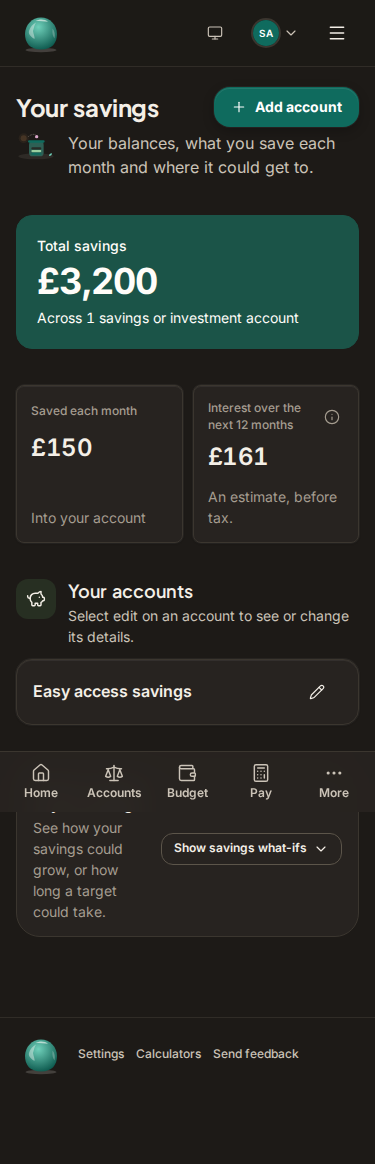 SA
Your savings
Add account
Your balances, what you save each
month and where it could get to.
Total savings
£3,200
Across 1 savings or investment account
Saved each month
£150
Into your account
Interest over the
next 12 months
£161
An estimate, before
tax.
Your accounts
Select edit on an account to see or change
its details.
Easy access savings
Home
Accounts
Budget
Pay
More
See how your
savings could
grow, or how
long a target
could take.
Show savings what-ifs
Settings
Calculators
Send feedback